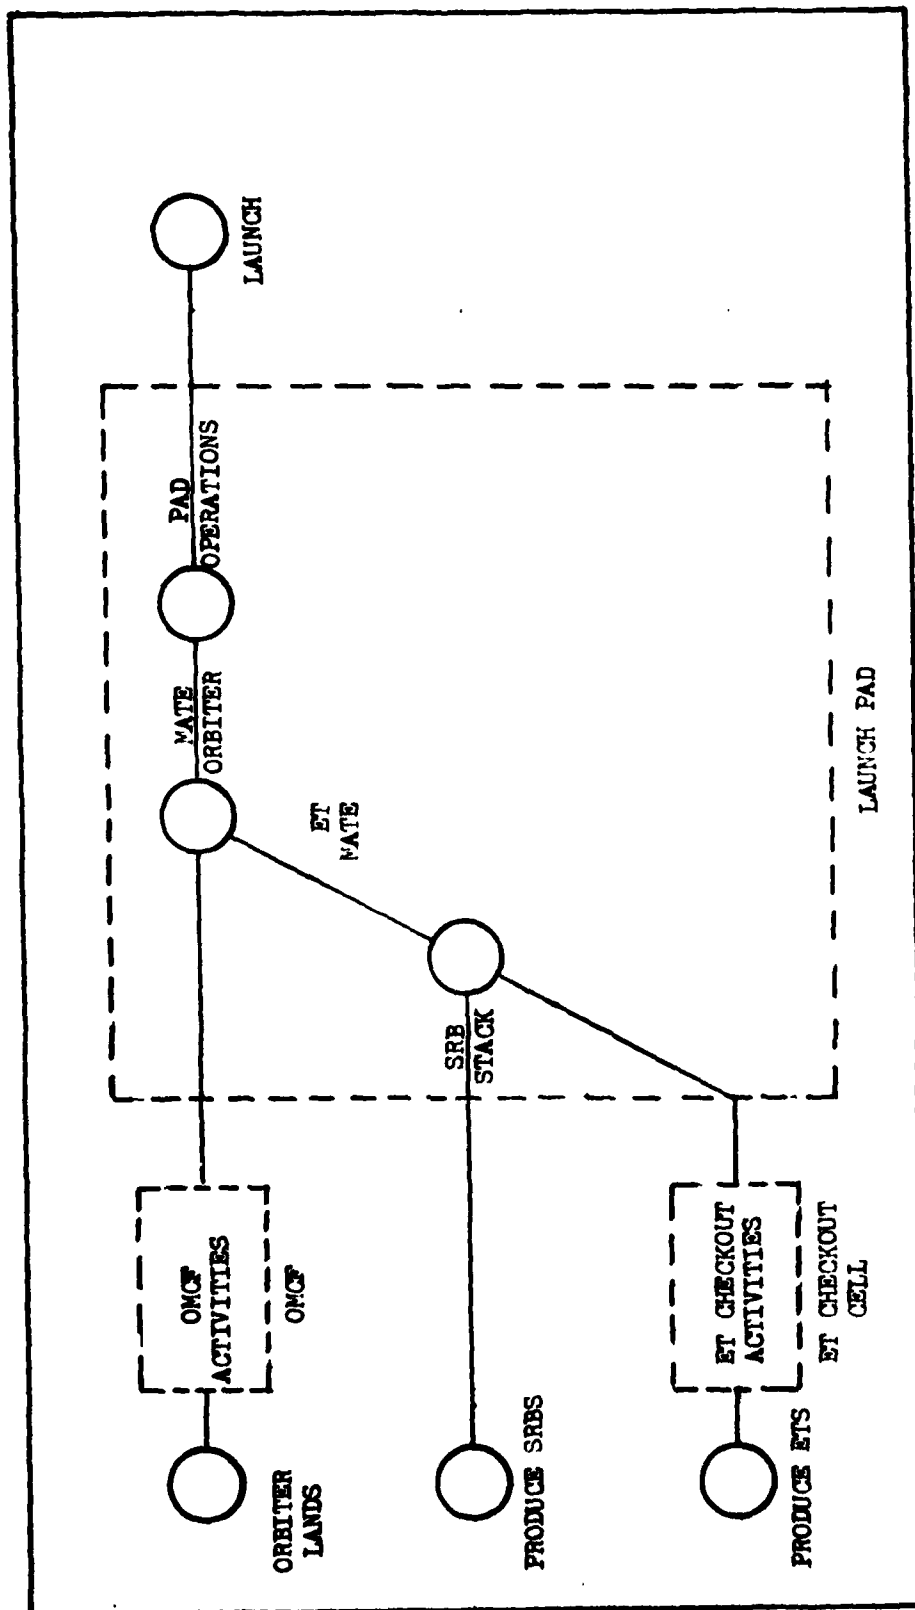 ORBITER
LANDS
OMCF
ACTIVITIES
OMCF
MATE
ORBITER
PAD
OPERATIONS
LAUNCH
ET
MATE
PRODUCE SRBS
SRB
STACK
PRODUCE ETS
ET CHECKOUT
ACTIVITIES
ET CHECKOUT
CELL
LAUNCH PAD